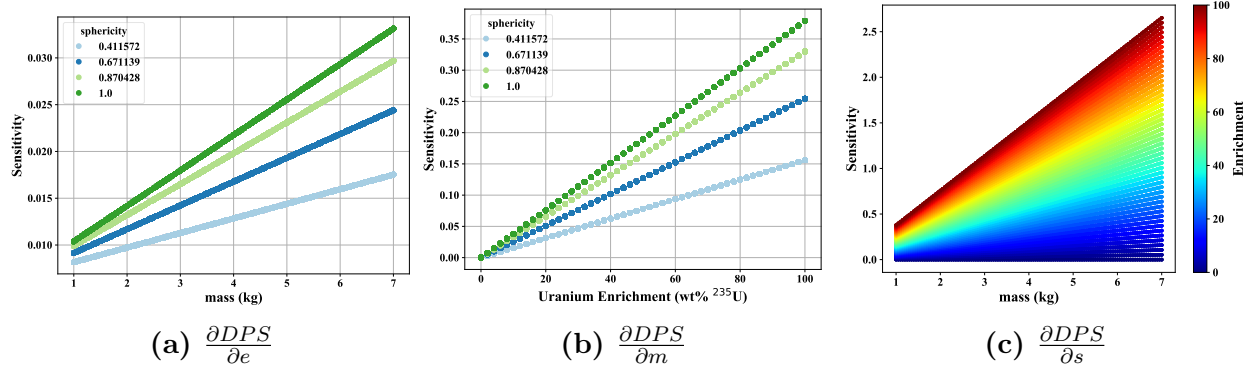 sphericity
0.411572
0.671139
0.870428
1.0
0.030
0.025
0.020
0.015
0.010
Sensitivity
1 2 3 4 5 6 7
mass (kg)
(a) ∂DPS/∂e
sphericity
0.411572
0.671139
0.870428
1.0
0.35
0.30
0.25
0.20
0.15
0.10
0.05
0.00
Sensitivity
0 20 40 60 80 100
Uranium Enrichment (wt% ²³⁵U)
(b) ∂DPS/∂m
2.5
2.0
1.5
1.0
0.5
0.0
Sensitivity
1 2 3 4 5 6 7
mass (kg)
100
80
60
40
20
0
Enrichment
(c) ∂DPS/∂s